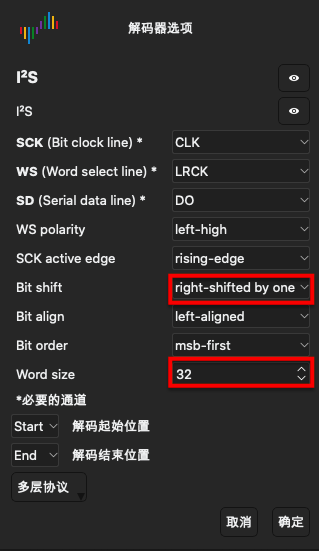 解码器选项
I²S
I²S
SCK (Bit clock line) * CLK
WS (Word select line) * LRCK
SD (Serial data line) * DO
WS polarity left-high
SCK active edge rising-edge
Bit shift right-shifted by one
Bit align left-aligned
Bit order msb-first
Word size 32
*必要的通道
Start 解码起始位置
End 解码结束位置
多层协议
取消 确定